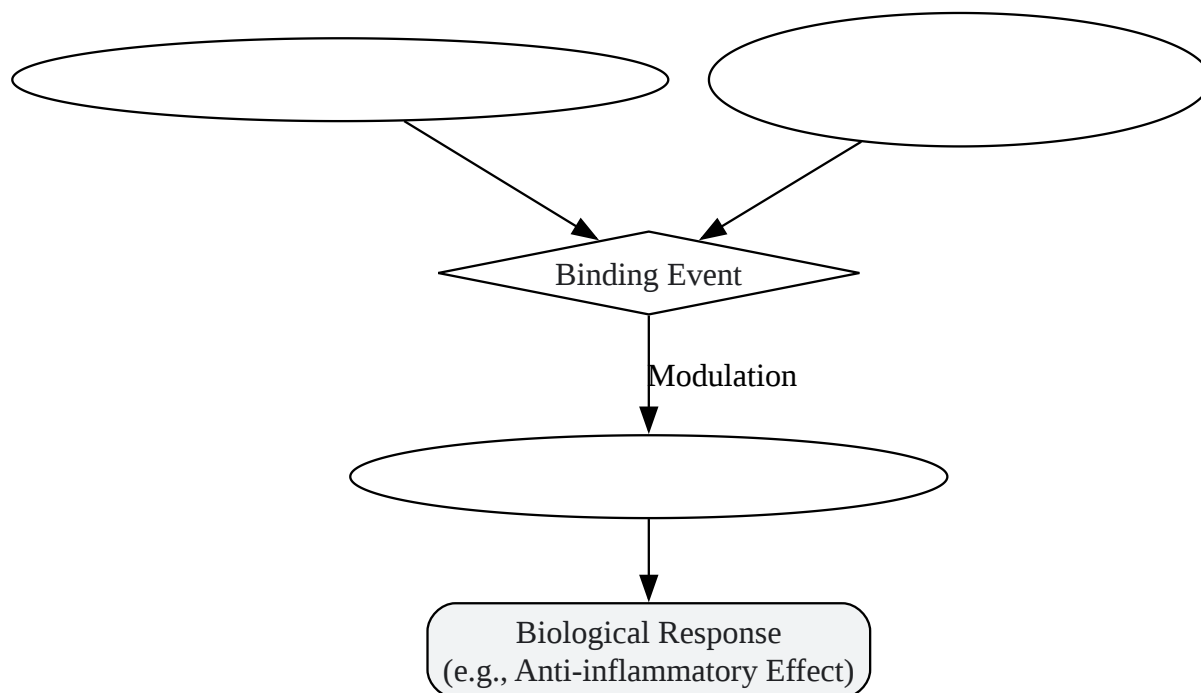 Binding Event
Modulation
Biological Response
(e.g., Anti-inflammatory Effect)